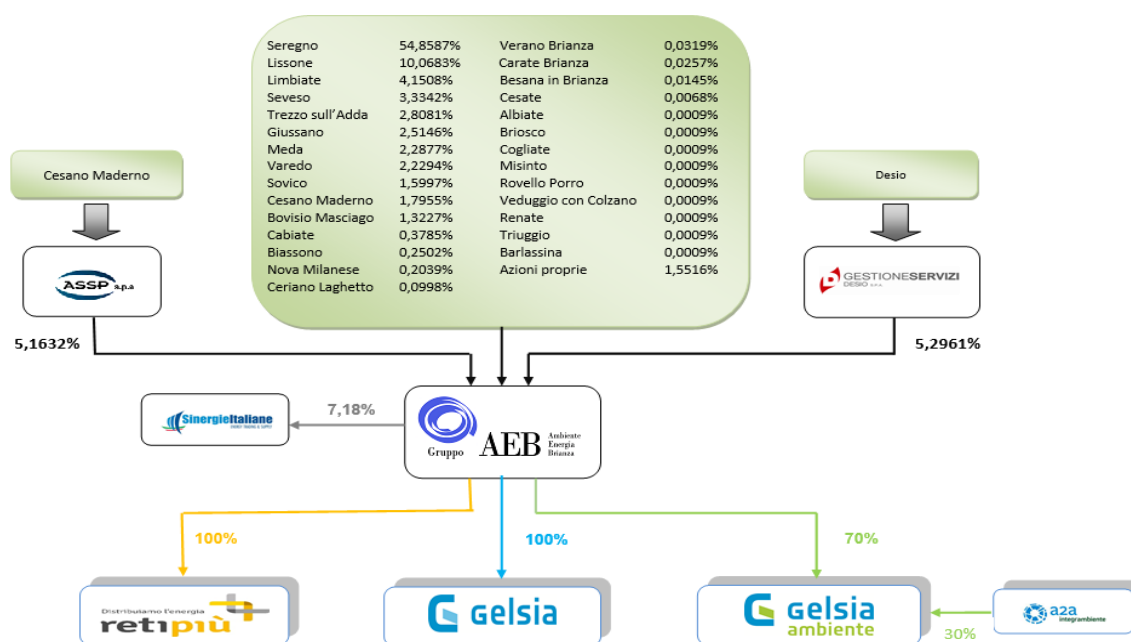 Seregno 54,8587% Verano Brianza 0,0319%
Lissone 10,0683% Carate Brianza 0,0257%
Limbiate 4,1508% Besana in Brianza 0,0145%
Seveso 3,3342% Cesate 0,0068%
Trezzo sull'Adda 2,8081% Albiate 0,0009%
Giussano 2,5146% Briosco 0,0009%
Meda 2,2877% Cogliate 0,0009%
Varedo 2,2294% Misinto 0,0009%
Sovico 1,5997% Rovello Porro 0,0009%
Cesano Maderno 1,7955% Veduggio con Colzano 0,0009%
Bovisio Masciago 1,3227% Renate 0,0009%
Cabiate 0,3785% Triuggio 0,0009%
Biassono 0,2502% Barlassina 0,0009%
Nova Milanese 0,2039% Azioni proprie 1,5516%
Ceriano Laghetto 0,0998%
Cesano Maderno
Desio
ASSP s.p.a
GESTIONESERVIZI
DESIO s.r.l.
5,1632%
5,2961%
SinergieItaliane
7,18%
Gruppo AEB
Ambiente
Energia
Brianza
100%
100%
70%
Distribuiamo l'energia
retipiù
Gelsia
Gelsia
ambiente
30%
a2a
integrambiente